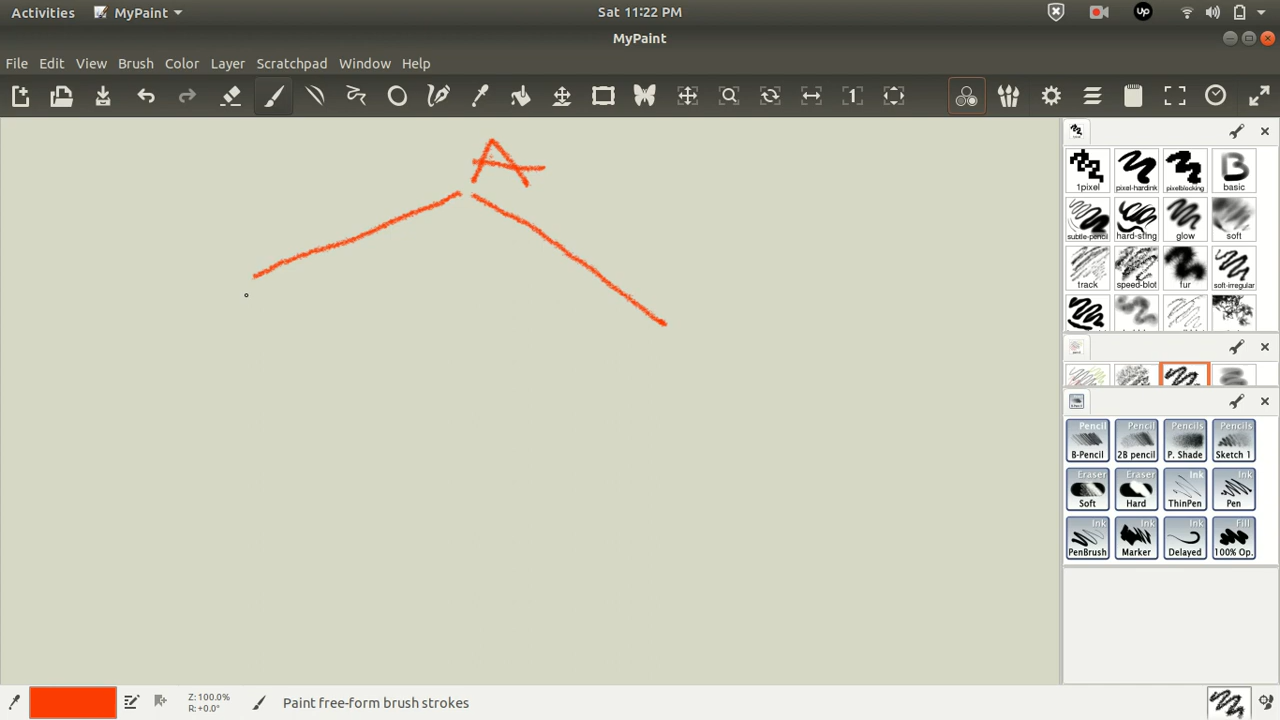 Activities MyPaint Sat 11:22 PM up
MyPaint
File Edit View Brush Color Layer Scratchpad Window Help
1
A
1pixel pixel-hardink pixelblocking B basic
subtle-pencil hard-sting glow soft
track speed-blot fur soft-irregular
Pencil Pencil Pencils Pencils
B-Pencil 2B pencil P. Shade Sketch 1
Eraser Eraser Ink Ink
Soft Hard ThinPen Pen
Ink Ink Ink Fill
PenBrush Marker Delayed 100% Op.
Z: 100.0%
R: +0.0°
Paint free-form brush strokes